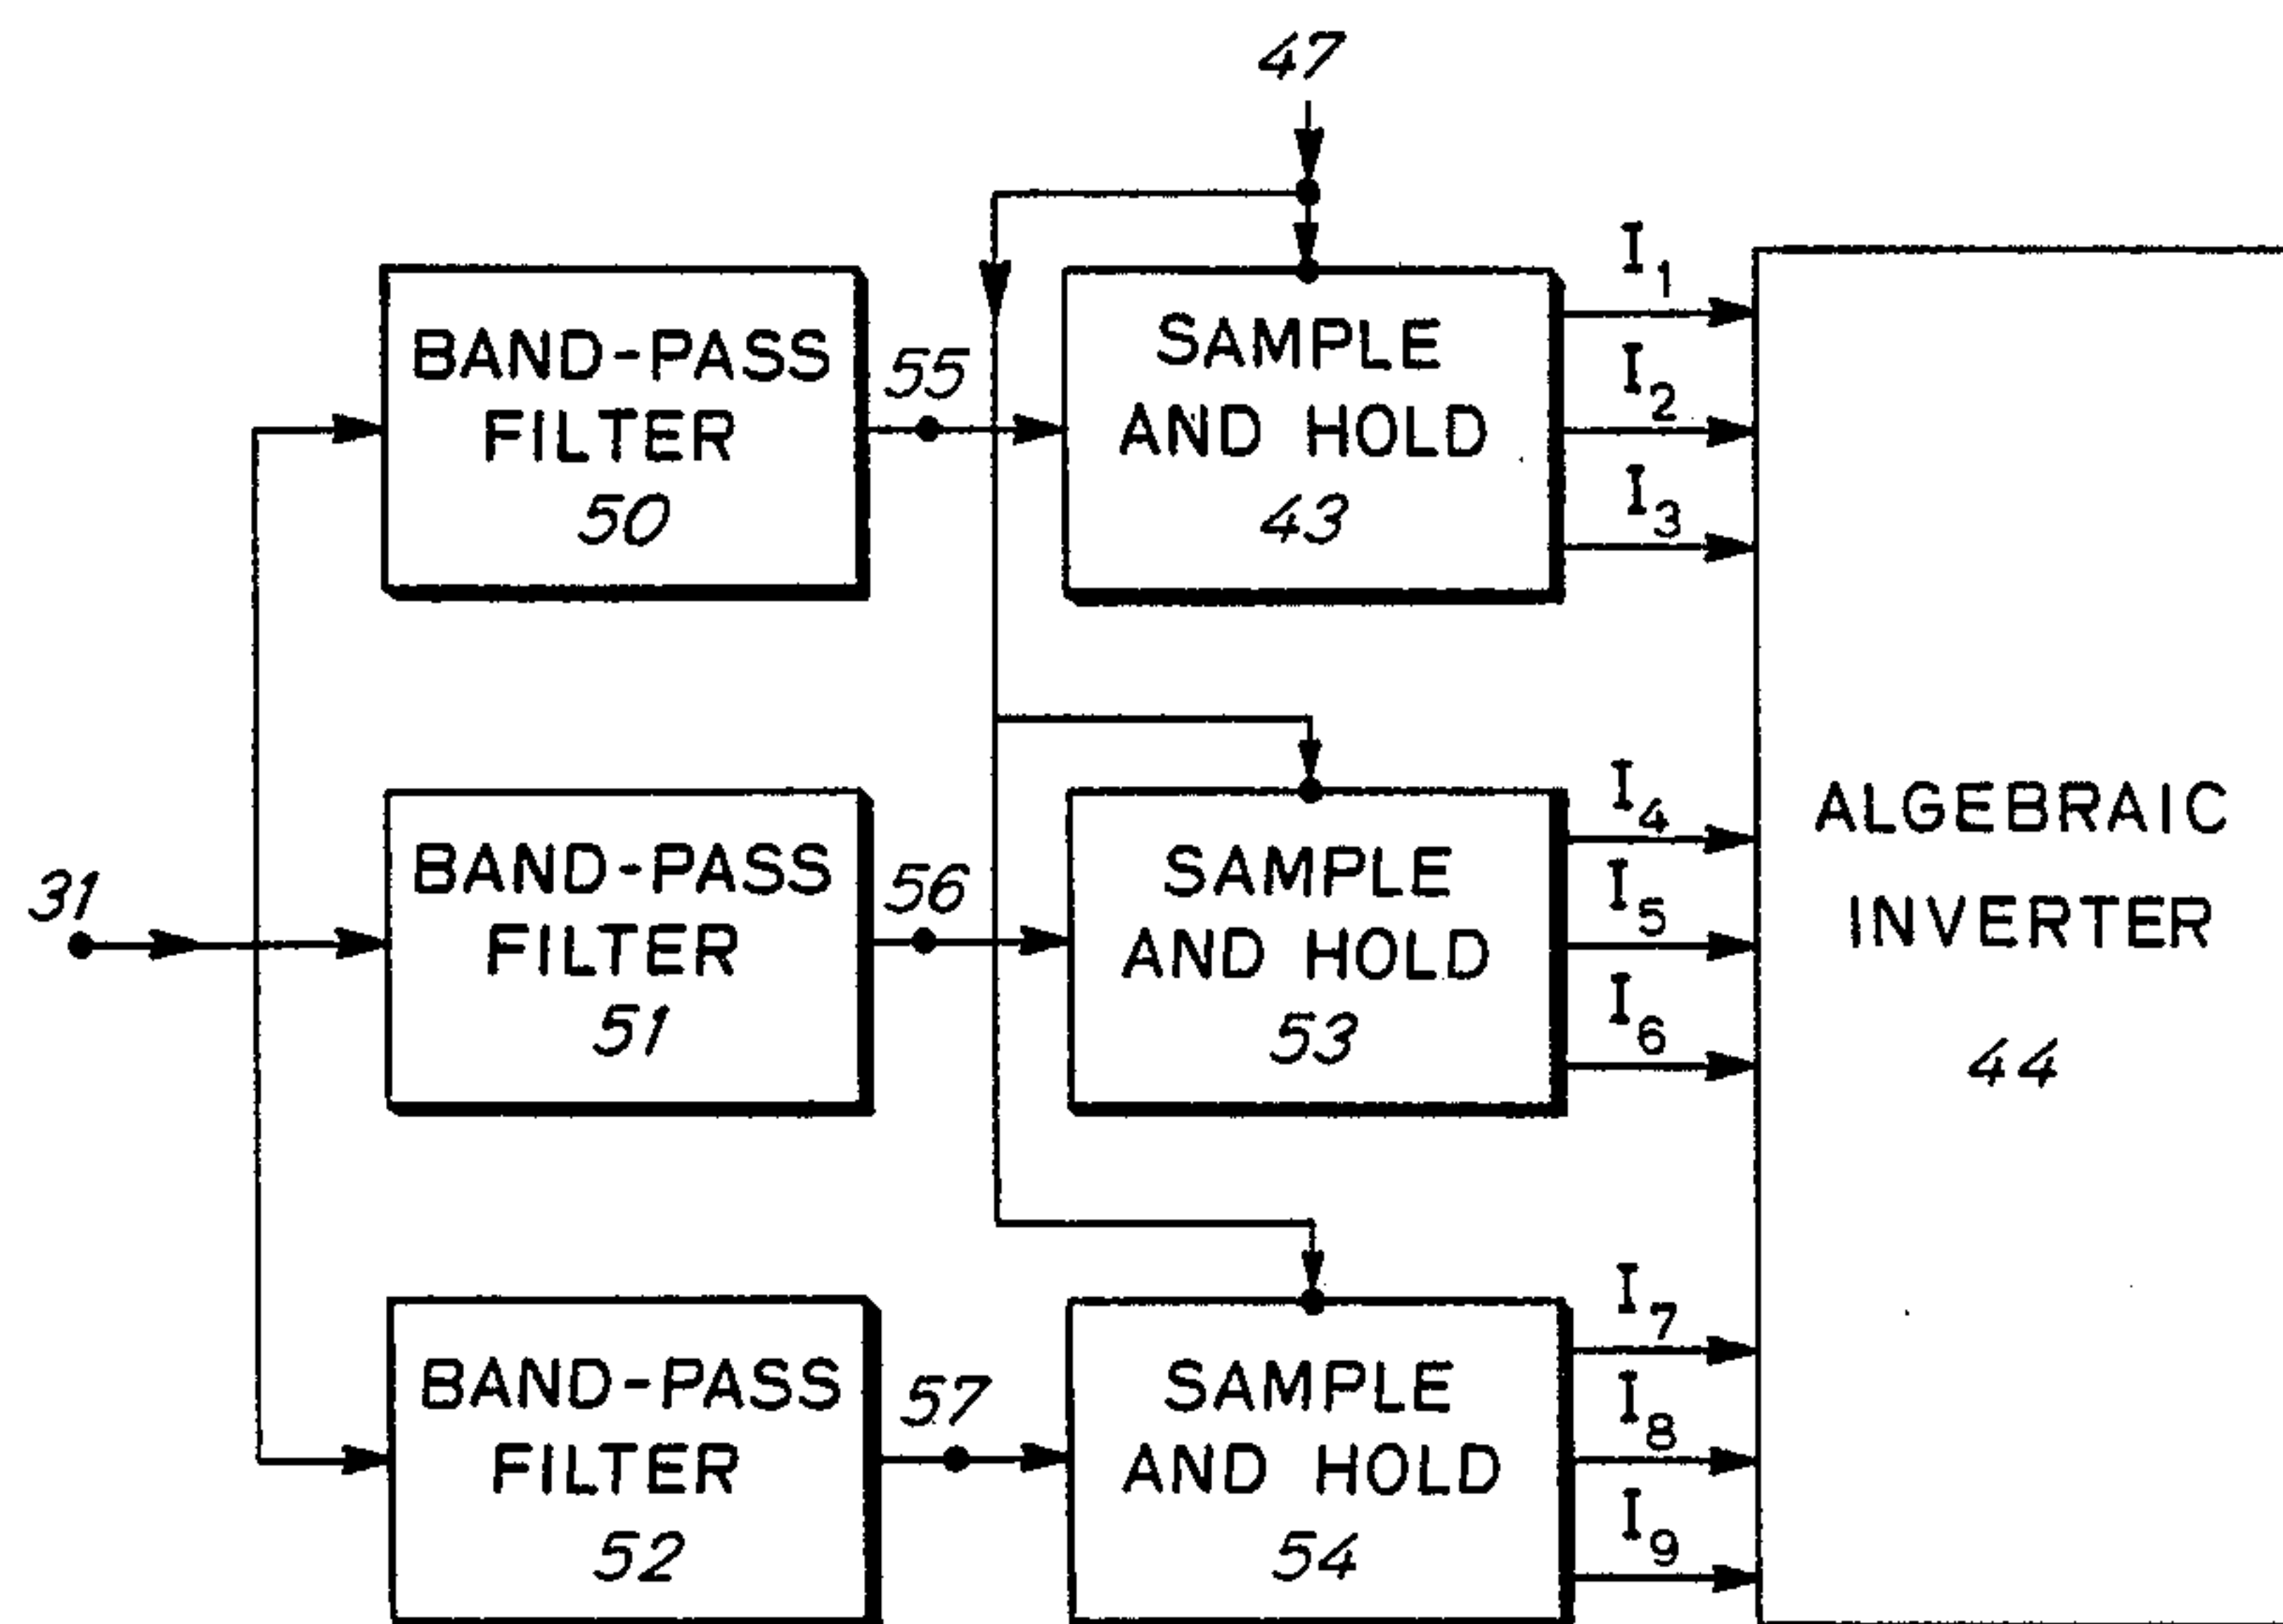 47
BAND-PASS
FILTER
50
55
SAMPLE
AND HOLD
43
I1
I2
I3
31
BAND-PASS
FILTER
51
56
SAMPLE
AND HOLD
53
I4
I5
I6
ALGEBRAIC
INVERTER
44
BAND-PASS
FILTER
52
57
SAMPLE
AND HOLD
54
I7
I8
I9